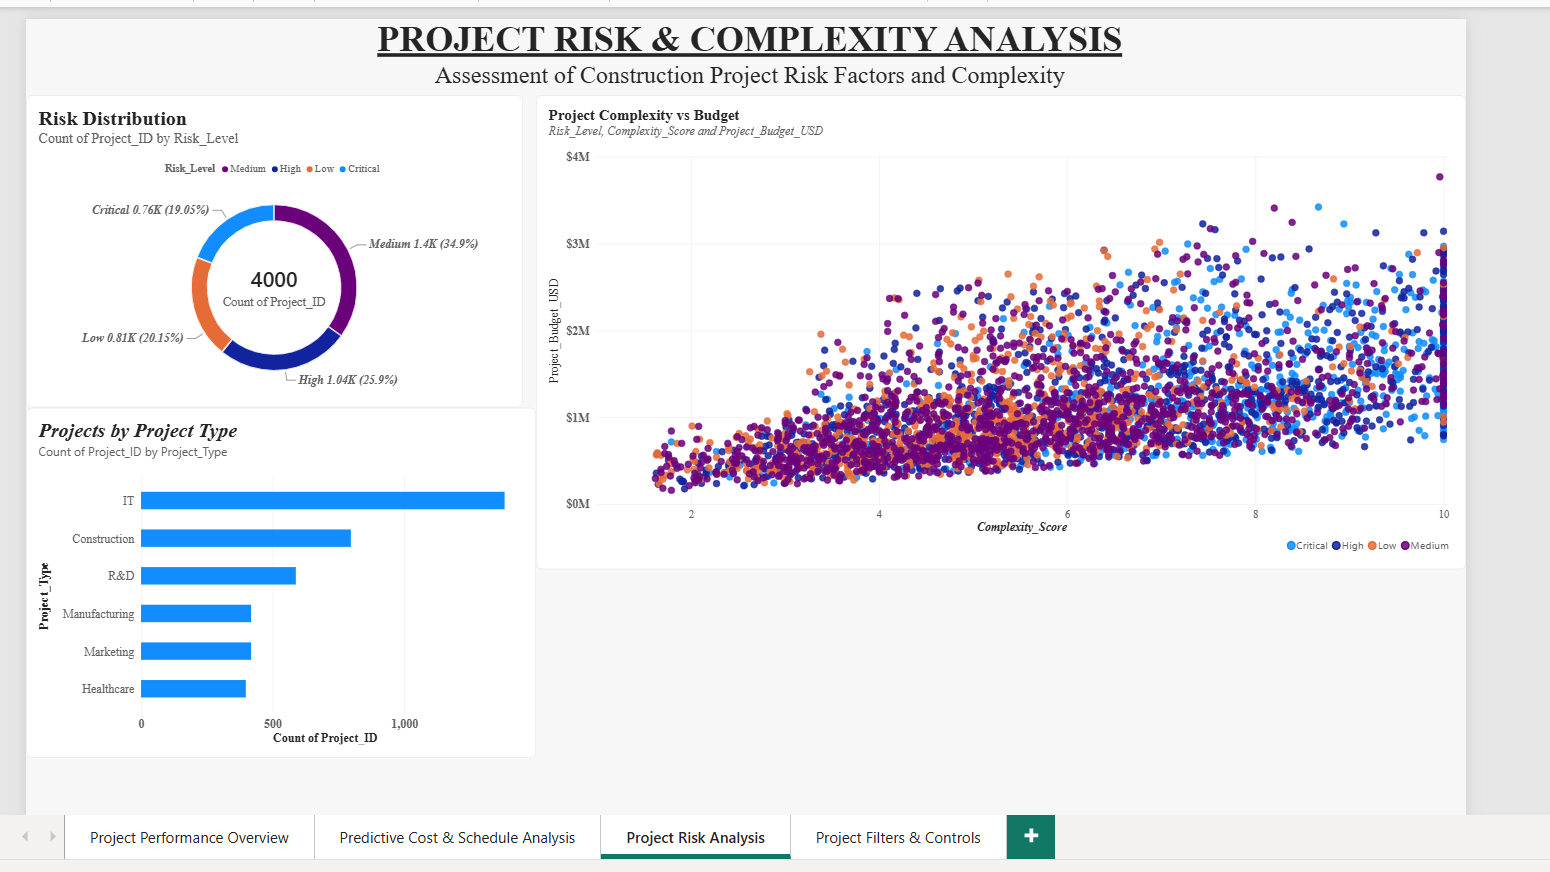 PROJECT RISK & COMPLEXITY ANALYSIS
Assessment of Construction Project Risk Factors and Complexity
Risk Distribution
Count of Project_ID by Risk_Level
Risk_Level Medium High Low Critical
Critical 0.76K (19.05%)
Medium 1.4K (34.9%)
4000
Count of Project_ID
Low 0.81K (20.15%)
High 1.04K (25.9%)
Projects by Project Type
Count of Project_ID by Project_Type
Project_Type
IT
Construction
R&D
Manufacturing
Marketing
Healthcare
0 500 1,000
Count of Project_ID
Project Complexity vs Budget
Risk_Level, Complexity_Score and Project_Budget_USD
Project_Budget_USD
$4M
$3M
$2M
$1M
$0M
2 4 6 8 10
Complexity_Score
Critical High Low Medium
Project Performance Overview
Predictive Cost & Schedule Analysis
Project Risk Analysis
Project Filters & Controls
+